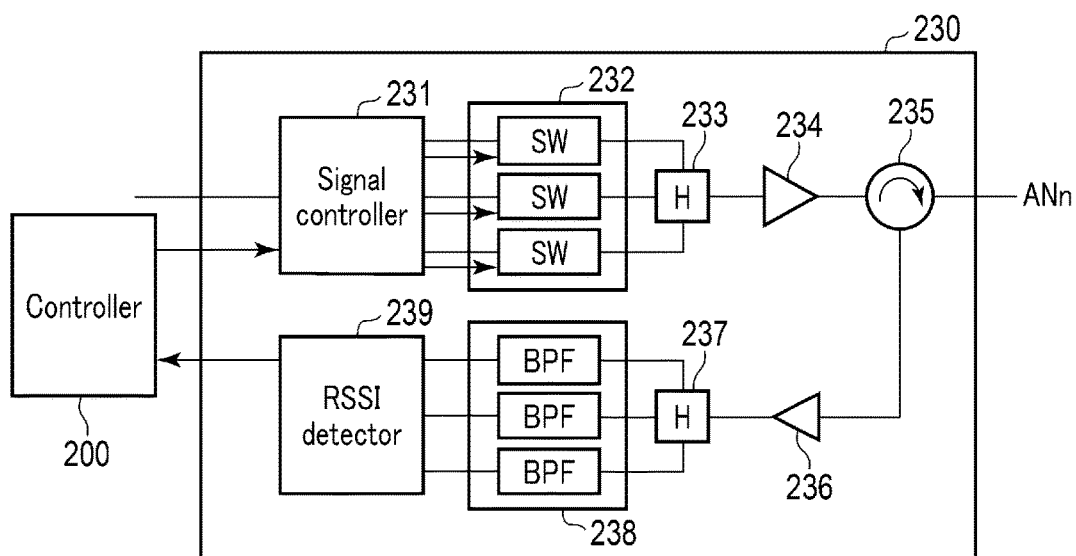 230
231
232
233
234
235
SW
SW
SW
Signal
controller
H
ANn
Controller
200
239
237
RSSI
detector
BPF
BPF
BPF
H
236
238